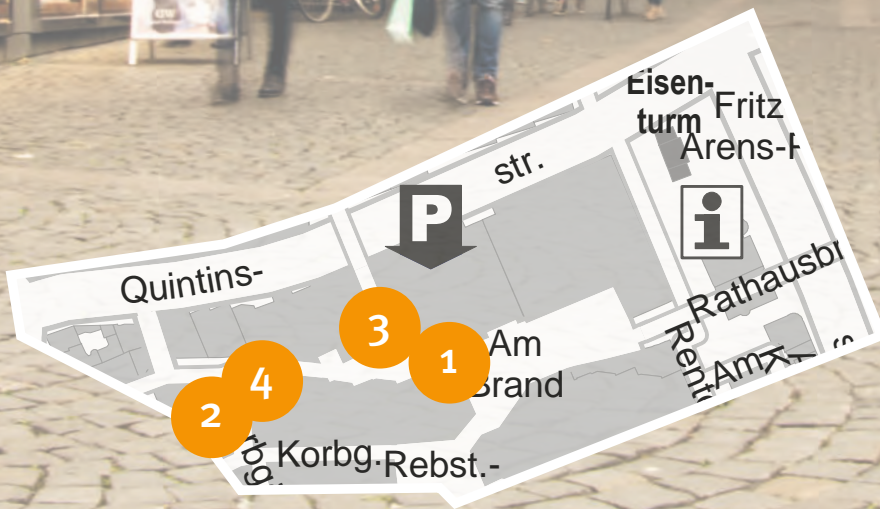 Eisen-
turm
Fritz
Arens-
str.
P
i
Quintins-
Rathausbr
3
1
Am
Brand
4
2
Korbg.
Rebst.-
Am